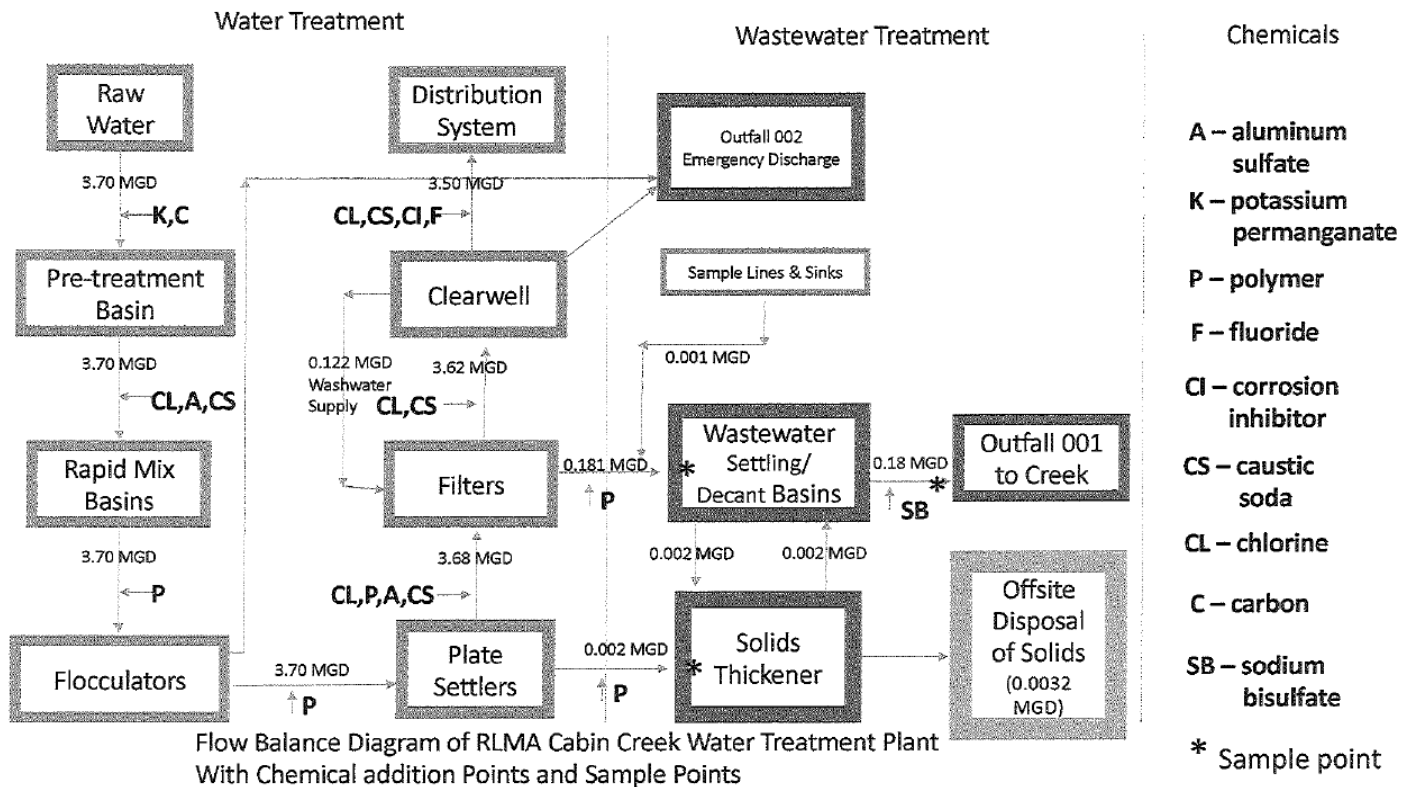 Water Treatment
Wastewater Treatment
Chemicals
Raw
Water
3.70 MGD
K,C
Pre-treatment
Basin
3.70 MGD
CL,A,CS
Rapid Mix
Basins
3.70 MGD
P
Flocculators
3.70 MGD
P
Distribution
System
3.50 MGD
CL,CS,CI,F
Clearwell
0.122 MGD
Washwater
Supply
3.62 MGD
CL,CS
Filters
3.68 MGD
CL,P,A,CS
Plate
Settlers
Outfall 002
Emergency Discharge
Sample Lines & Sinks
0.001 MGD
0.181 MGD
P
*
Wastewater
Settling/
Decant Basins
0.18 MGD
*
SB
Outfall 001
to Creek
0.002 MGD
0.002 MGD
0.002 MGD
P
*
Solids
Thickener
Offsite
Disposal
of Solids
(0.0032
MGD)
A – aluminum
sulfate
K – potassium
permanganate
P – polymer
F – fluoride
CI – corrosion
inhibitor
CS – caustic
soda
CL – chlorine
C – carbon
SB – sodium
bisulfate
* Sample point
Flow Balance Diagram of RLMA Cabin Creek Water Treatment Plant
With Chemical addition Points and Sample Points